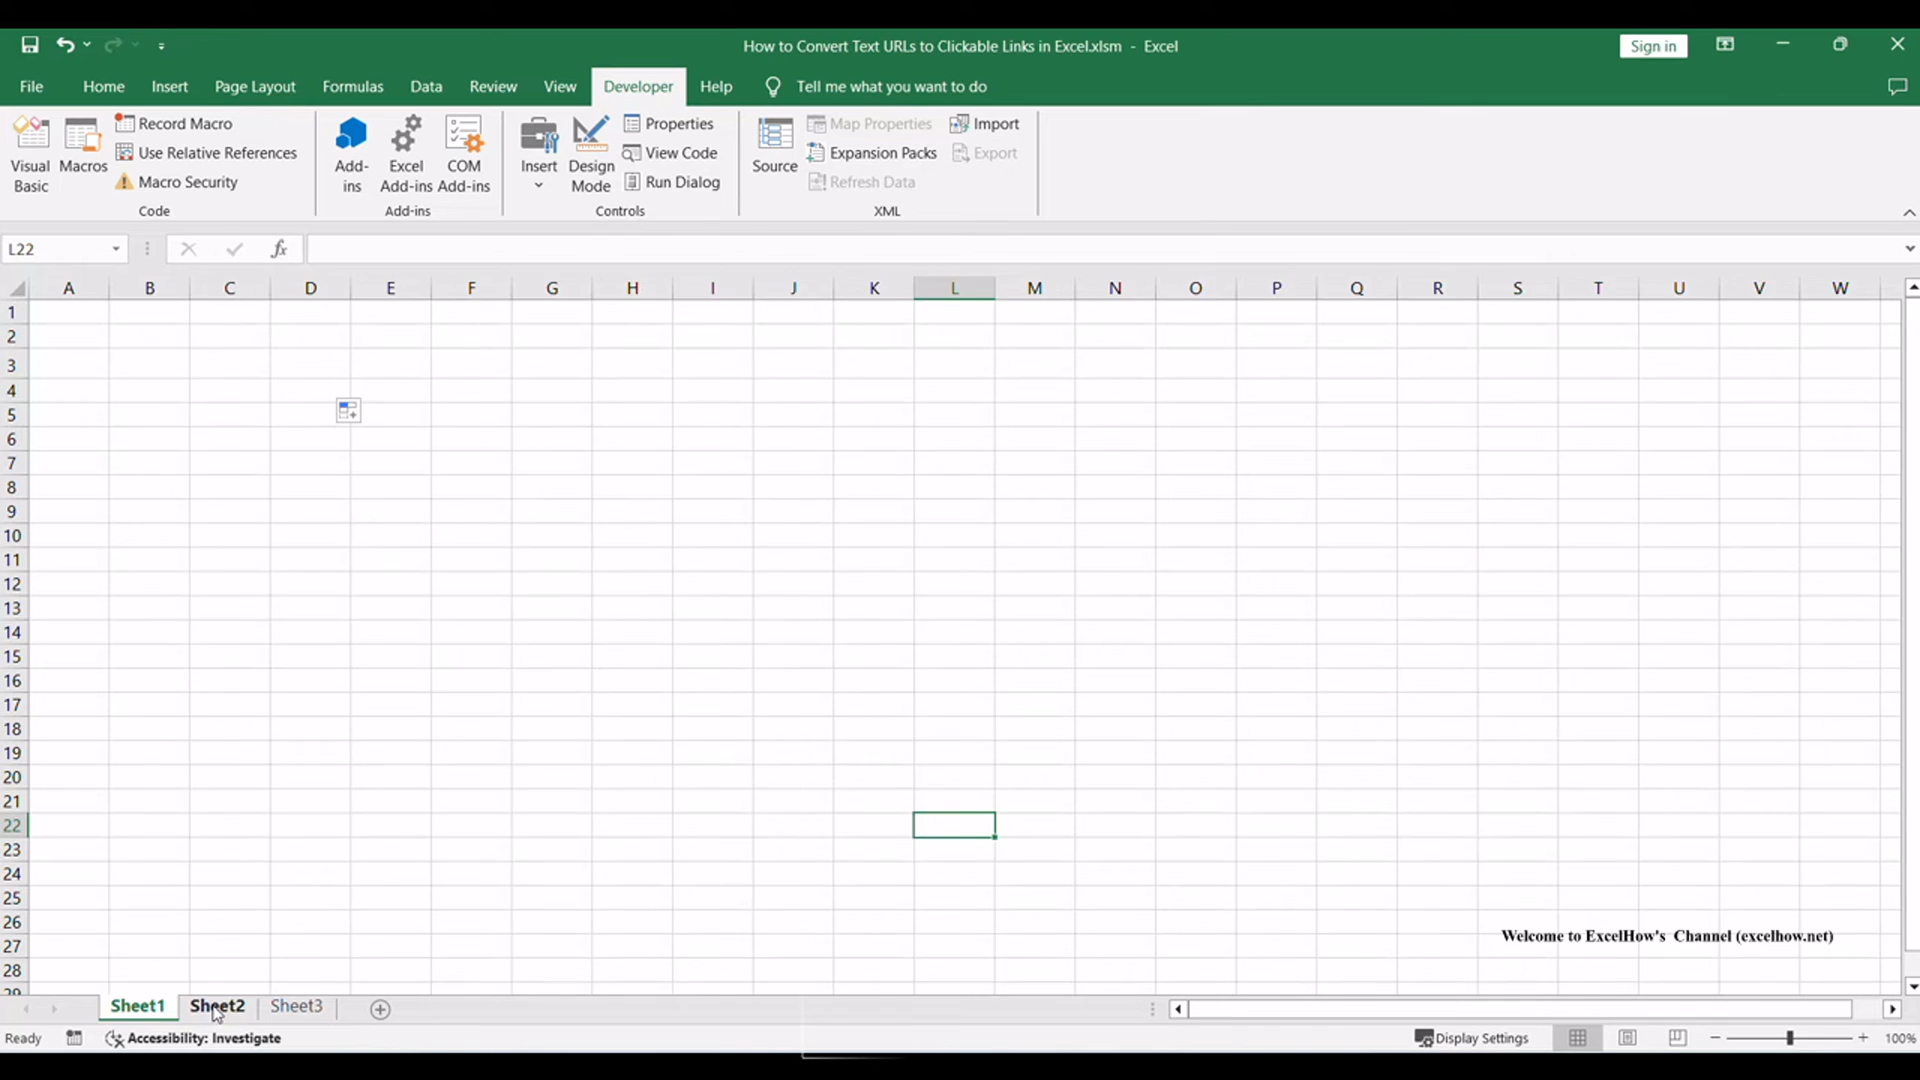 How to Convert Text URLs to Clickable Links in Excel.xlsm - Excel
Sign in
File Home Insert Page Layout Formulas Data Review View Developer Help Tell me what you want to do
Visual Basic
Macros
Record Macro
Use Relative References
Macro Security
Code
Add-ins
Excel Add-ins
COM Add-ins
Add-ins
Insert
Design Mode
Properties
View Code
Run Dialog
Controls
Source
Map Properties
Expansion Packs
Refresh Data
Import
Export
XML
L22
fx
A B C D E F G H I J K L M N O P Q R S T U V W
1
2
3
4
5
6
7
8
9
10
11
12
13
14
15
16
17
18
19
20
21
22
23
24
25
26
27
28
29
Welcome to ExcelHow's Channel (excelhow.net)
Sheet1 Sheet2 Sheet3
Ready Accessibility: Investigate Display Settings 100%